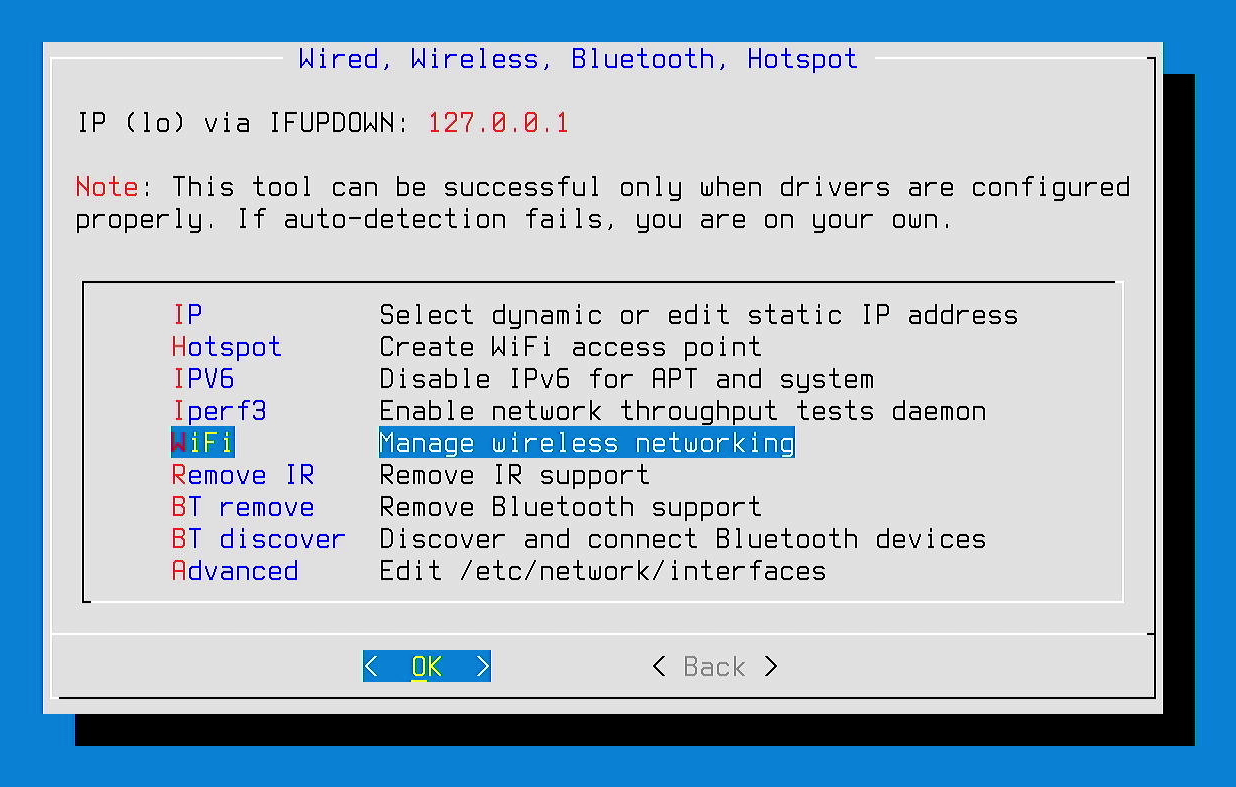 Wired, Wireless, Bluetooth, Hotspot
IP (lo) via IFUPDOWN: 127.0.0.1
Note: This tool can be successful only when drivers are configured
properly. If auto-detection fails, you are on your own.
IP Select dynamic or edit static IP address
Hotspot Create WiFi access point
IPV6 Disable IPv6 for APT and system
Iperf3 Enable network throughput tests daemon
WiFi Manage wireless networking
Remove IR Remove IR support
BT remove Remove Bluetooth support
BT discover Discover and connect Bluetooth devices
Advanced Edit /etc/network/interfaces
< OK > < Back >